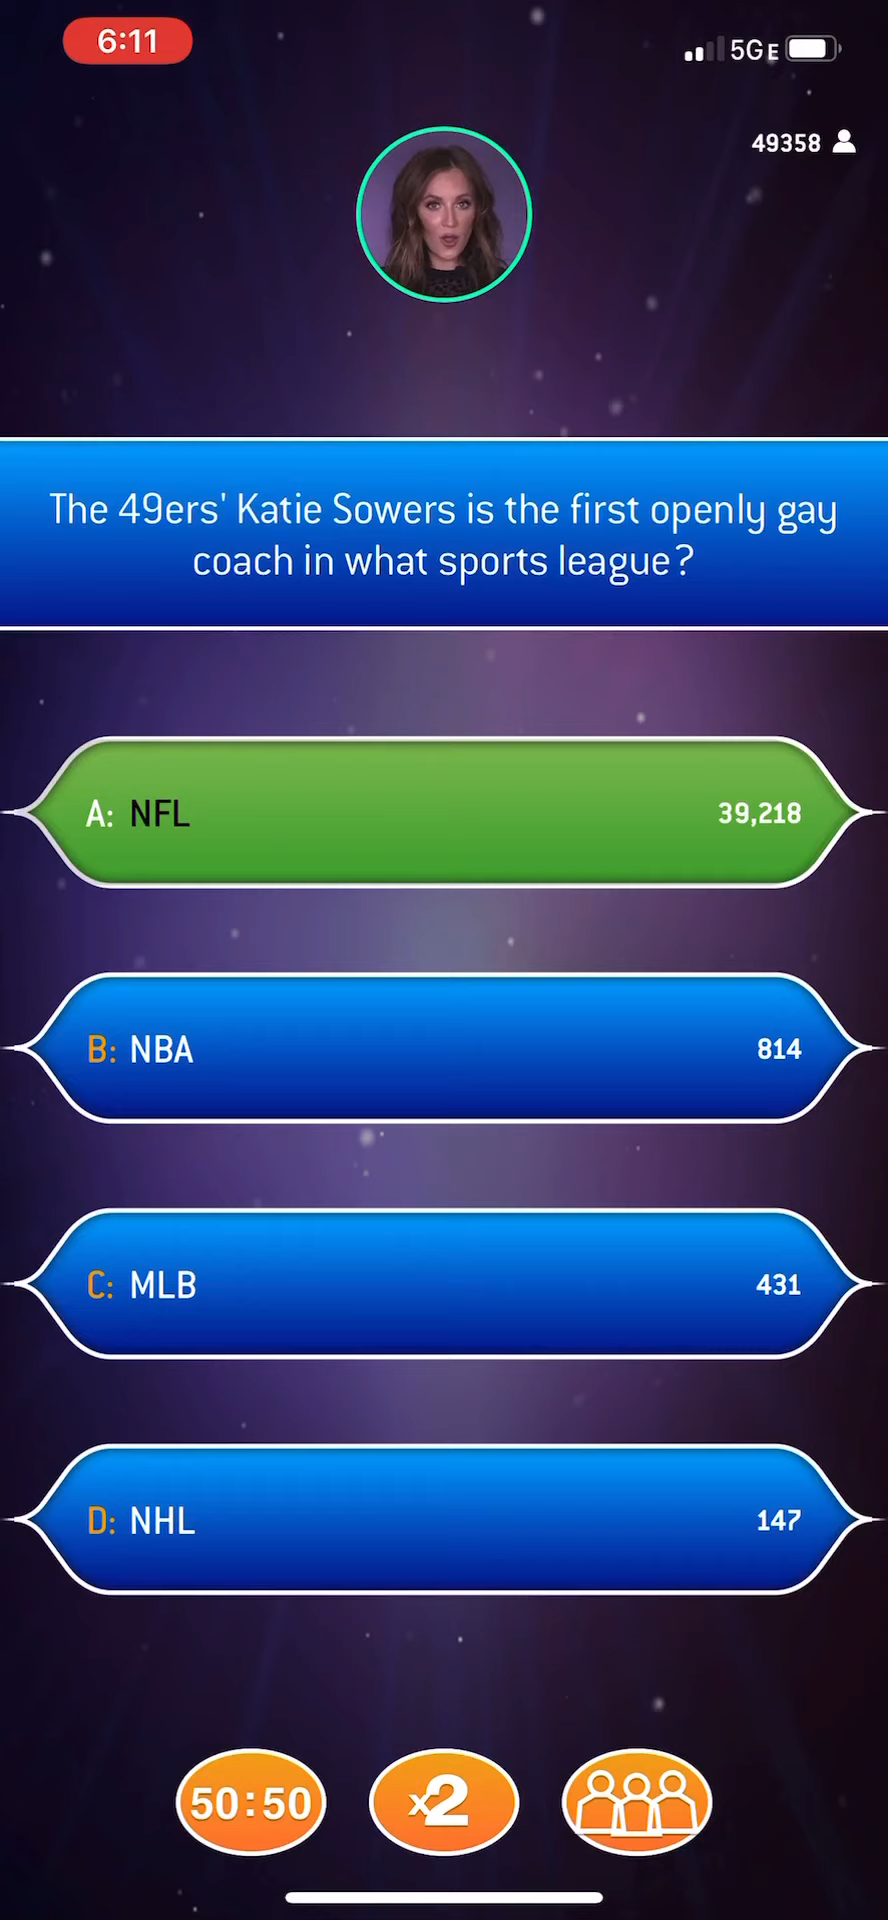 6:11
5GE
49358
The 49ers' Katie Sowers is the first openly gay
coach in what sports league?
A: NFL 39,218
B: NBA 814
C: MLB 431
D: NHL 147
50:50
x2